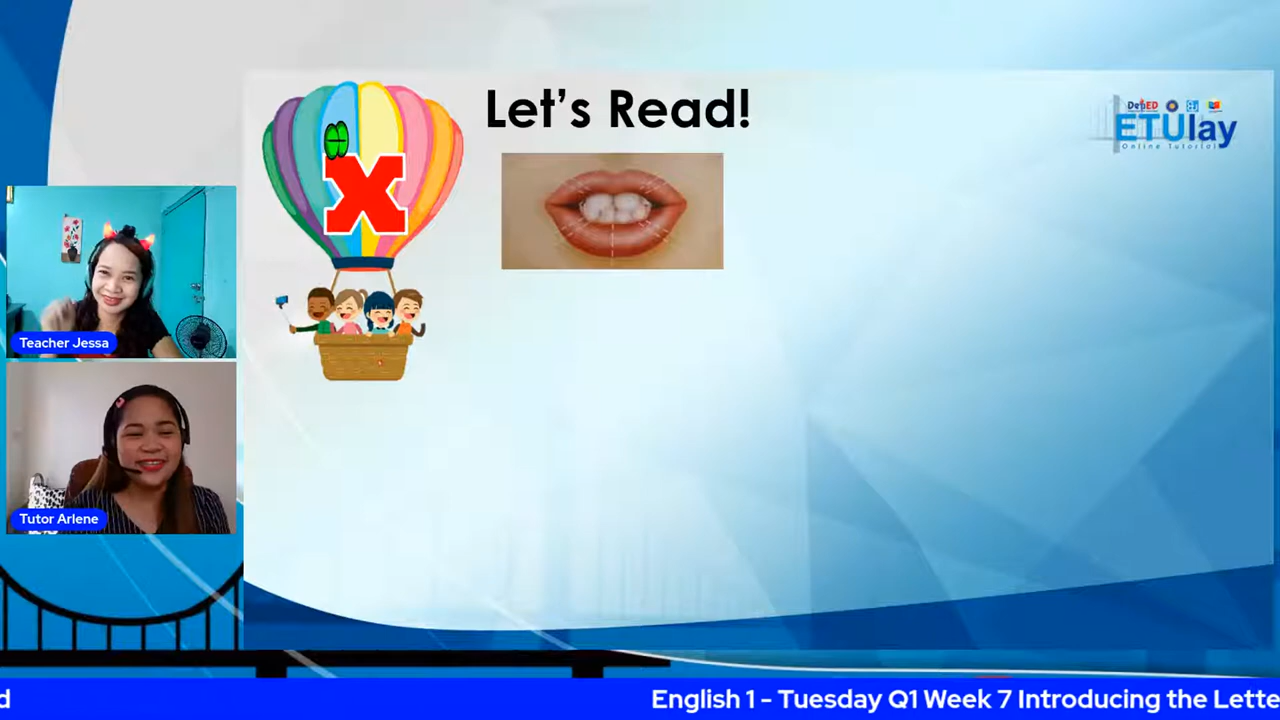 Let's Read!
DepED
ETUlay
Online Tutorial
X
Teacher Jessa
Tutor Arlene
d
English 1 - Tuesday Q1 Week 7 Introducing the Lette